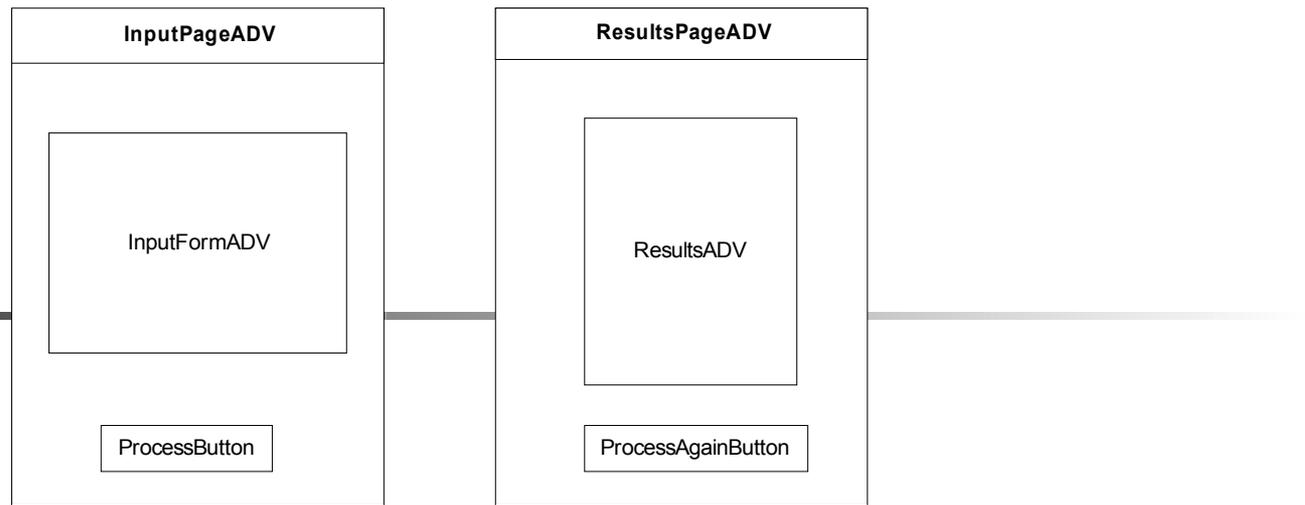 InputPageADV
InputFormADV
ProcessButton
ResultsPageADV
ResultsADV
ProcessAgainButton